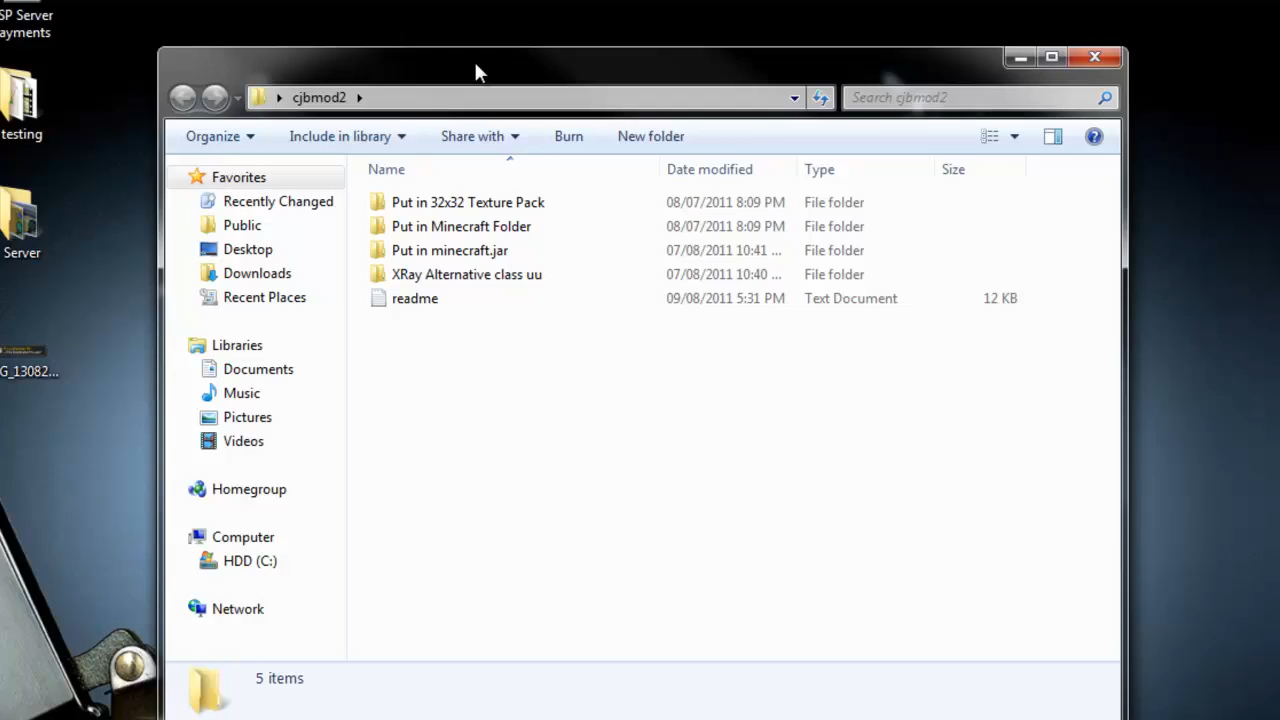 SP Server
ayments
testing
Server
G_13082...
cjbmod2
Search cjbmod2
Organize Include in library Share with Burn New folder
Name Date modified Type Size
Favorites
Recently Changed
Public
Desktop
Downloads
Recent Places
Libraries
Documents
Music
Pictures
Videos
Homegroup
Computer
HDD (C:)
Network
Put in 32x32 Texture Pack 08/07/2011 8:09 PM File folder
Put in Minecraft Folder 08/07/2011 8:09 PM File folder
Put in minecraft.jar 07/08/2011 10:41 ... File folder
XRay Alternative class uu 07/08/2011 10:40 ... File folder
readme 09/08/2011 5:31 PM Text Document 12 KB
5 items